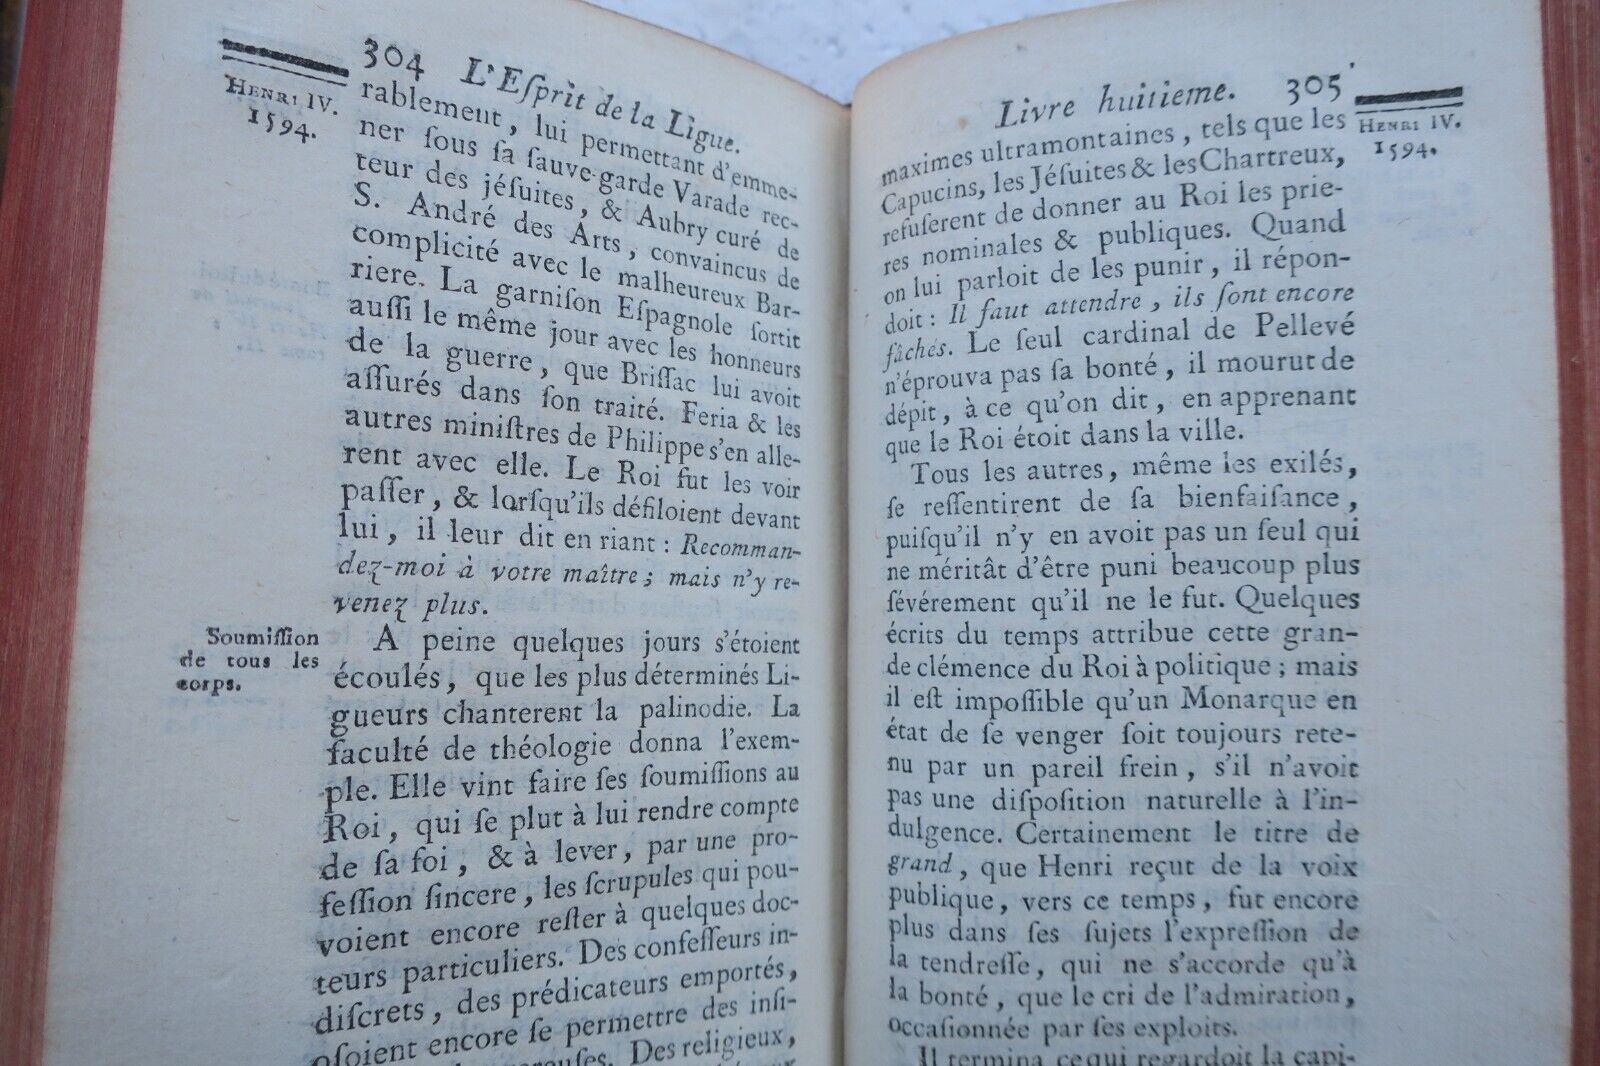 304 L'Eſprit de la Ligue.
HENRI IV.
1594.
rablement, lui permettant d'emme-
ner ſous ſa ſauve-garde Varade rec-
teur des jéſuites, & Aubry curé de
S. André des Arts, convaincus de
complicité avec le malheureux Bar-
riere. La garniſon Eſpagnole ſortit
auſſi le même jour avec les honneurs
de la guerre, que Briſſac lui avoit
aſſurés dans ſon traité. Feria & les
autres miniſtres de Philippe s'en alle-
rent avec elle. Le Roi fut les voir
paſſer, & lorſqu'ils défiloient devant
lui, il leur dit en riant : Recomman-
dez-moi à votre maître ; mais n'y re-
venez plus.
Soumiſſion
de tous les
corps.
A peine quelques jours s'étoient
écoulés, que les plus déterminés Li-
gueurs chanterent la palinodie. La
faculté de théologie donna l'exem-
ple. Elle vint faire ſes ſoumiſſions au
Roi, qui ſe plut à lui rendre compte
de ſa foi, & à lever, par une pro-
feſſion ſincere, les ſcrupules qui pou-
voient encore reſter à quelques doc-
teurs particuliers. Des confeſſeurs in-
diſcrets, des prédicateurs emportés,
oſoient encore ſe permettre des inſi-
Des religieux,
Livre huitieme. 305
HENRI IV.
1594.
maximes ultramontaines, tels que les
Capucins, les Jéſuites & les Chartreux,
refuſerent de donner au Roi les prie-
res nominales & publiques. Quand
on lui parloit de les punir, il répon-
doit : Il faut attendre, ils ſont encore
fâchés. Le ſeul cardinal de Pellevé
n'éprouva pas ſa bonté, il mourut de
dépit, à ce qu'on dit, en apprenant
que le Roi étoit dans la ville.
Tous les autres, même les exilés,
ſe reſſentirent de ſa bienfaiſance,
puiſqu'il n'y en avoit pas un ſeul qui
ne méritât d'être puni beaucoup plus
ſévérement qu'il ne le fut. Quelques
écrits du temps attribue cette gran-
de clémence du Roi à politique ; mais
il eſt impoſſible qu'un Monarque en
état de ſe venger ſoit toujours rete-
nu par un pareil frein, s'il n'avoit
pas une diſpoſition naturelle à l'in-
dulgence. Certainement le titre de
grand, que Henri reçut de la voix
publique, vers ce temps, fut encore
plus dans ſes ſujets l'expreſſion de
la tendreſſe, qui ne s'accorde qu'à
la bonté, que le cri de l'admiration,
occaſionnée par ſes exploits.
Il termina ce qui regardoit la capi-